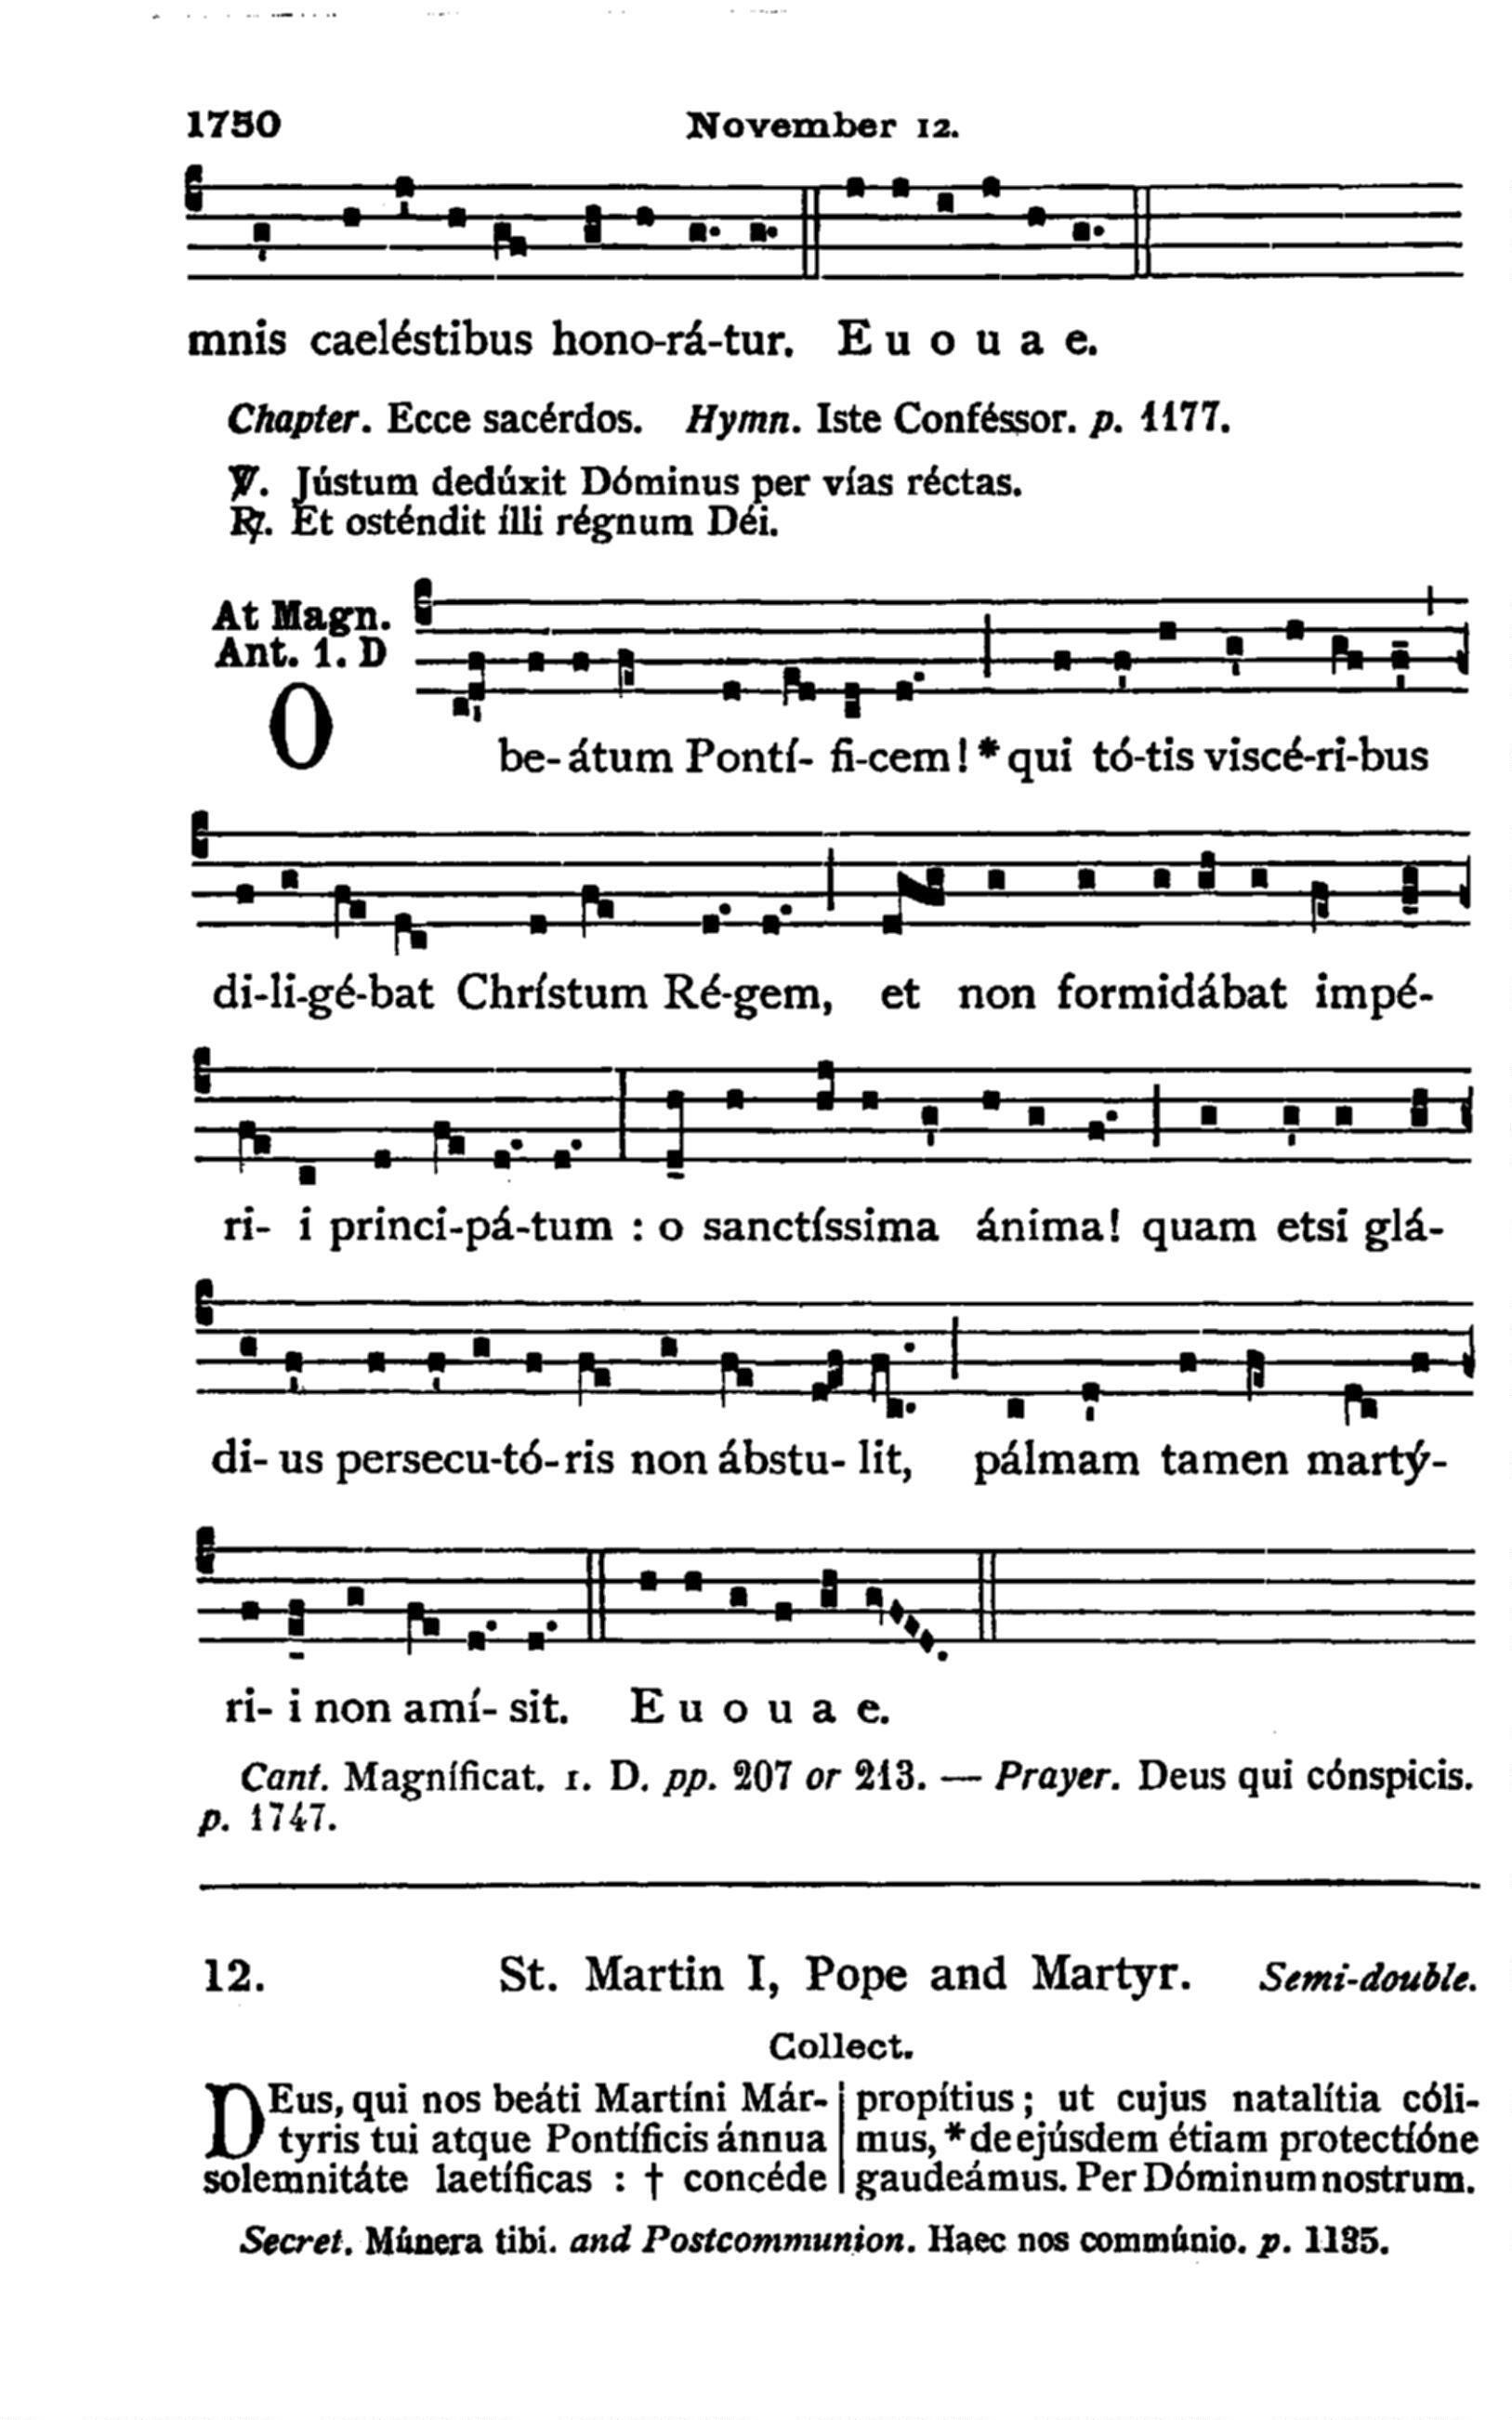 1750 November 12.
mnis caeléstibus hono-rá-tur. E u o u a e.
Chapter. Ecce sacérdos. Hymn. Iste Conféssor. p. 1177.
℣. Jústum dedúxit Dóminus per vías réctas.
℟. Et osténdit ílli régnum Déi.
At Magn.
Ant. 1. D
O be-átum Pontí- fi-cem! * qui tó-tis viscé-ri-bus
di-li-gé-bat Chrístum Ré-gem, et non formidábat impé-
ri- i princi-pá-tum : o sanctíssima ánima! quam etsi glá-
di- us persecu-tó-ris non ábstu- lit, pálmam tamen martý-
ri- i non amí- sit. E u o u a e.
Cant. Magníficat. 1. D. pp. 207 or 213. — Prayer. Deus qui cónspicis.
p. 1747.
12. St. Martin I, Pope and Martyr. Semi-double.
Collect.
DEus, qui nos beáti Martíni Már-
tyris tui atque Pontíficis ánnua
solemnitáte laetíficas : † concéde
propítius; ut cujus natalítia cóli-
mus, * de ejúsdem étiam protectíóne
gaudeámus. Per Dóminum nostrum.
Secret. Múnera tibi. and Postcommunion. Haec nos commúnio. p. 1135.